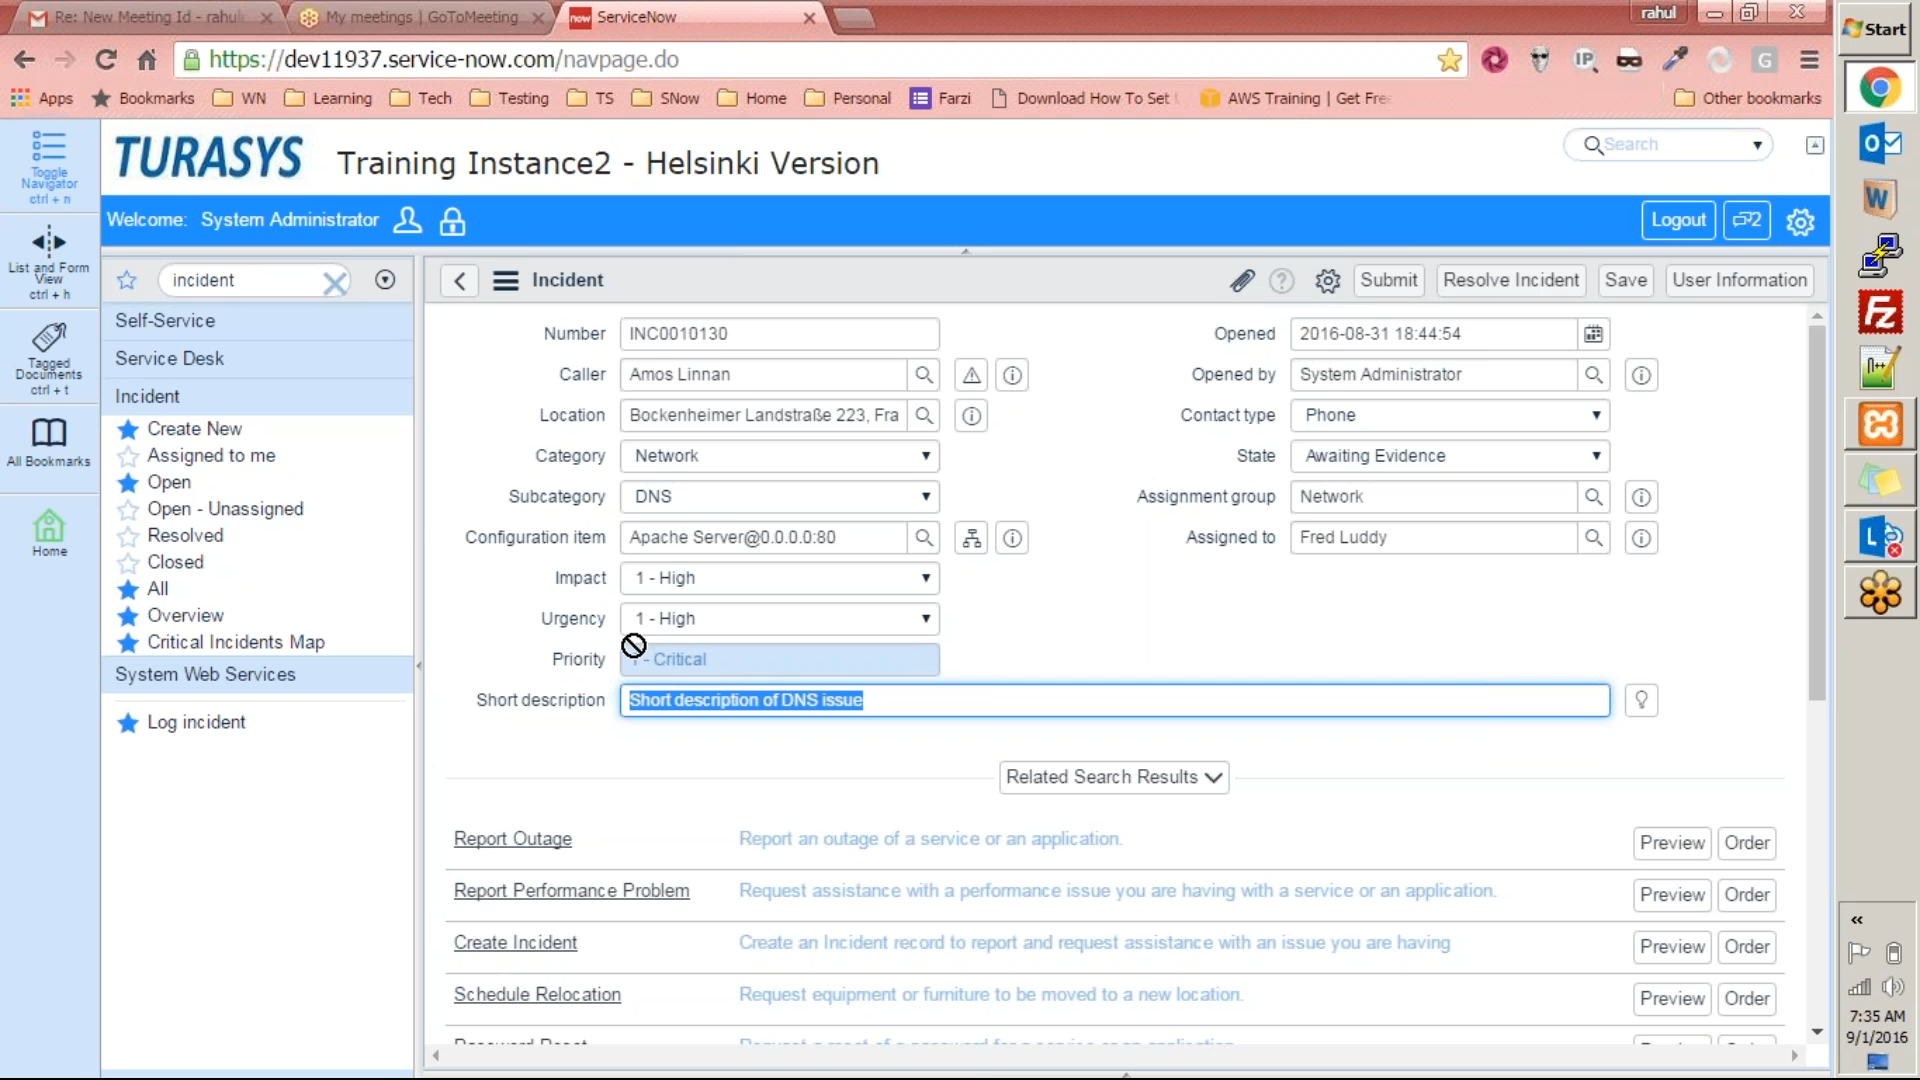 Re: New Meeting Id - rahul
My meetings | GoToMeeting
now
ServiceNow
rahul
Start
https://dev11937.service-now.com/navpage.do
IP
G
Apps
Bookmarks
WN
Learning
Tech
Testing
TS
SNow
Home
Personal
Farzi
Download How To Set
AWS Training | Get Free
Other bookmarks
Toggle
Navigator
ctrl + n
TURASYS
Training Instance2 - Helsinki Version
Search
Welcome: System Administrator
Logout
2
List and Form
View
ctrl + h
incident
Incident
Submit
Resolve Incident
Save
User Information
Tagged
Documents
ctrl + t
All Bookmarks
Home
Self-Service
Service Desk
Incident
Create New
Assigned to me
Open
Open - Unassigned
Resolved
Closed
All
Overview
Critical Incidents Map
System Web Services
Log incident
Number INC0010130
Opened 2016-08-31 18:44:54
Caller Amos Linnan
Opened by System Administrator
Location Bockenheimer Landstraße 223, Fra
Contact type Phone
Category Network
State Awaiting Evidence
Subcategory DNS
Assignment group Network
Configuration item Apache Server@0.0.0.0:80
Assigned to Fred Luddy
Impact 1 - High
Urgency 1 - High
Priority 1 - Critical
Short description Short description of DNS issue
Related Search Results
Report Outage Report an outage of a service or an application. Preview Order
Report Performance Problem Request assistance with a performance issue you are having with a service or an application. Preview Order
Create Incident Create an Incident record to report and request assistance with an issue you are having Preview Order
Schedule Relocation Request equipment or furniture to be moved to a new location. Preview Order
7:35 AM
9/1/2016